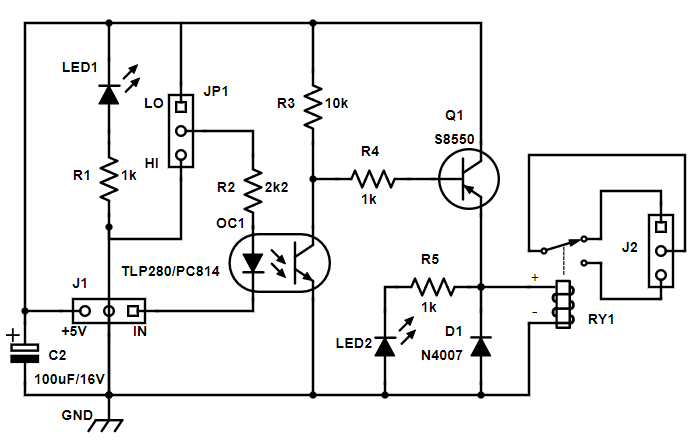 LED1
LO
JP1
R3
10k
Q1
S8550
R1
1k
HI
R2
2k2
R4
1k
OC1
TLP280/PC814
J1
+5V
IN
R5
1k
J2
+
-
RY1
LED2
D1
N4007
+
C2
100uF/16V
GND